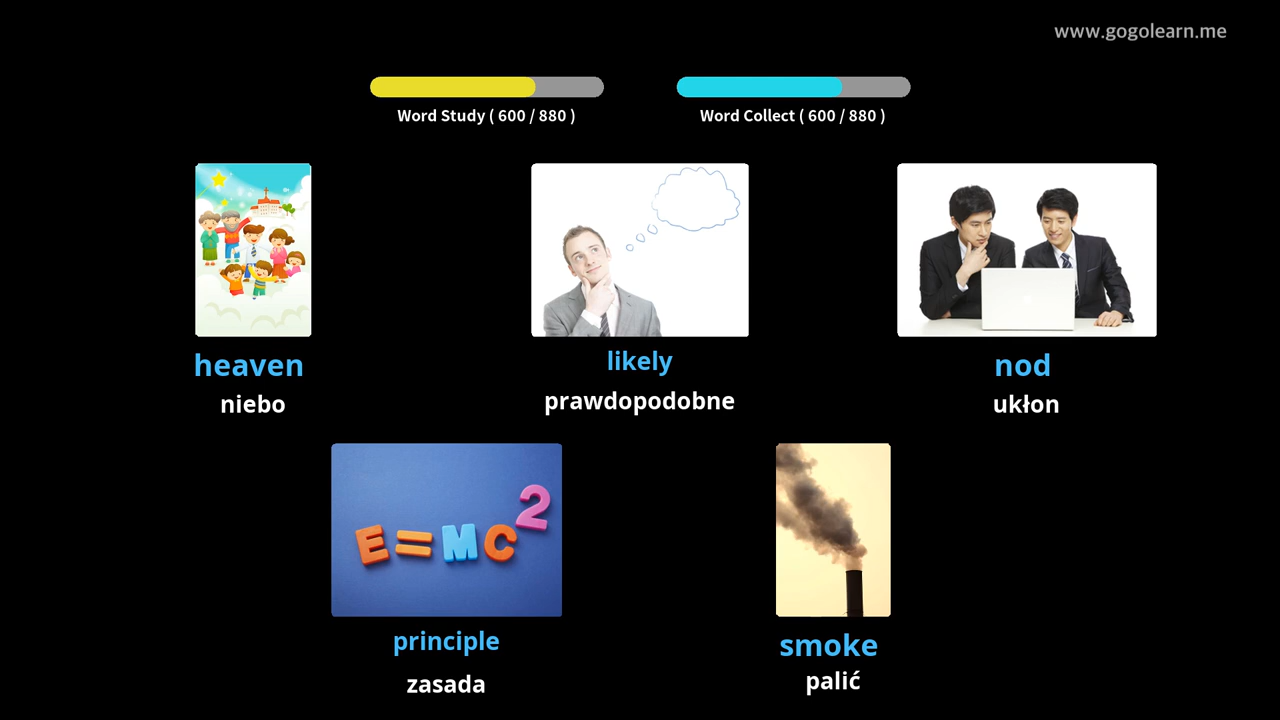 www.gogolearn.me
Word Study ( 600 / 880 )
Word Collect ( 600 / 880 )
heaven
niebo
likely
prawdopodobne
nod
ukłon
E=MC2
principle
zasada
smoke
palić